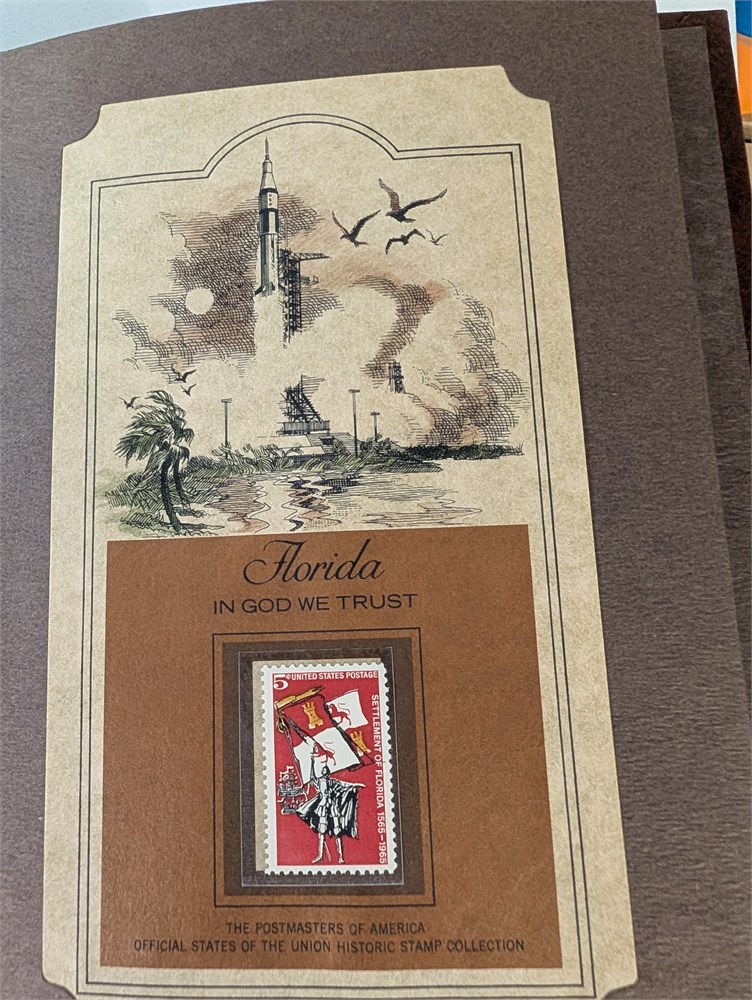 Florida
IN GOD WE TRUST
5¢ UNITED STATES POSTAGE
SETTLEMENT OF FLORIDA 1565-1965
THE POSTMASTERS OF AMERICA
OFFICIAL STATES OF THE UNION HISTORIC STAMP COLLECTION